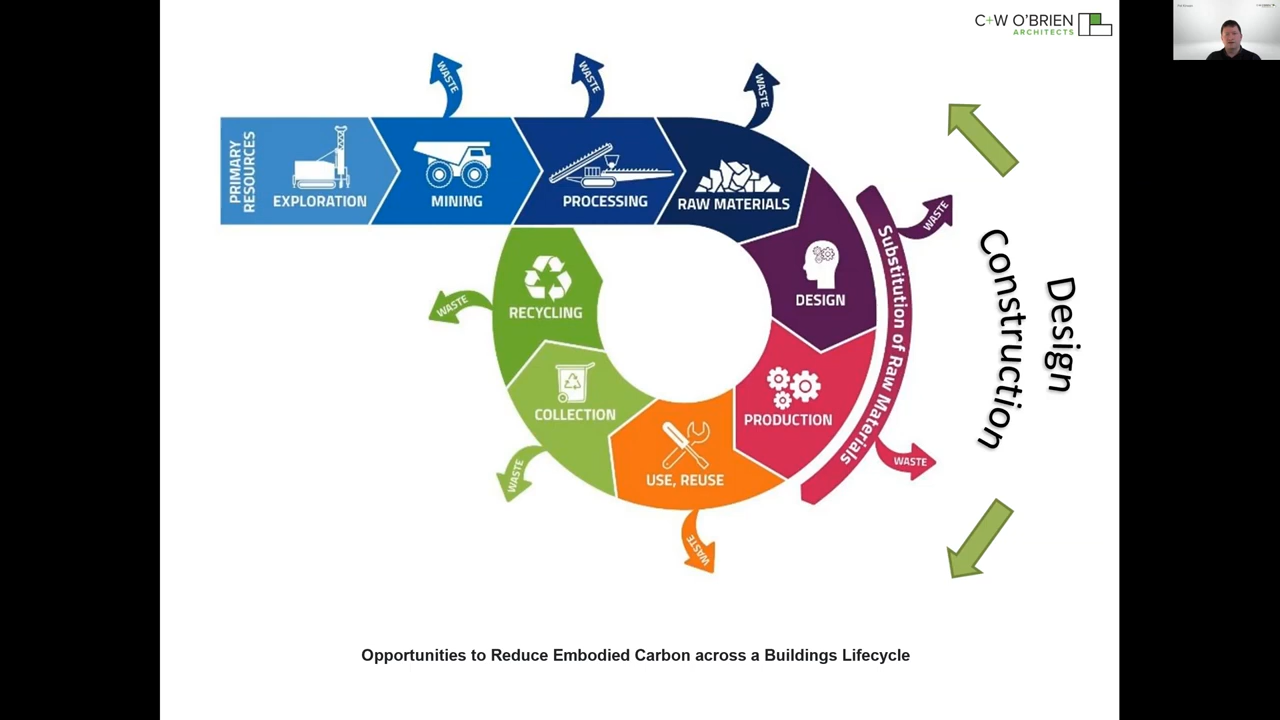 C+W O'BRIEN
ARCHITECTS
WASTE
WASTE
WASTE
PRIMARY
RESOURCES
EXPLORATION
MINING
PROCESSING
RAW MATERIALS
WASTE
DESIGN
Substitution of Raw Materials
Design
Construction
RECYCLING
WASTE
COLLECTION
PRODUCTION
WASTE
USE, REUSE
WASTE
WASTE
Opportunities to Reduce Embodied Carbon across a Buildings Lifecycle